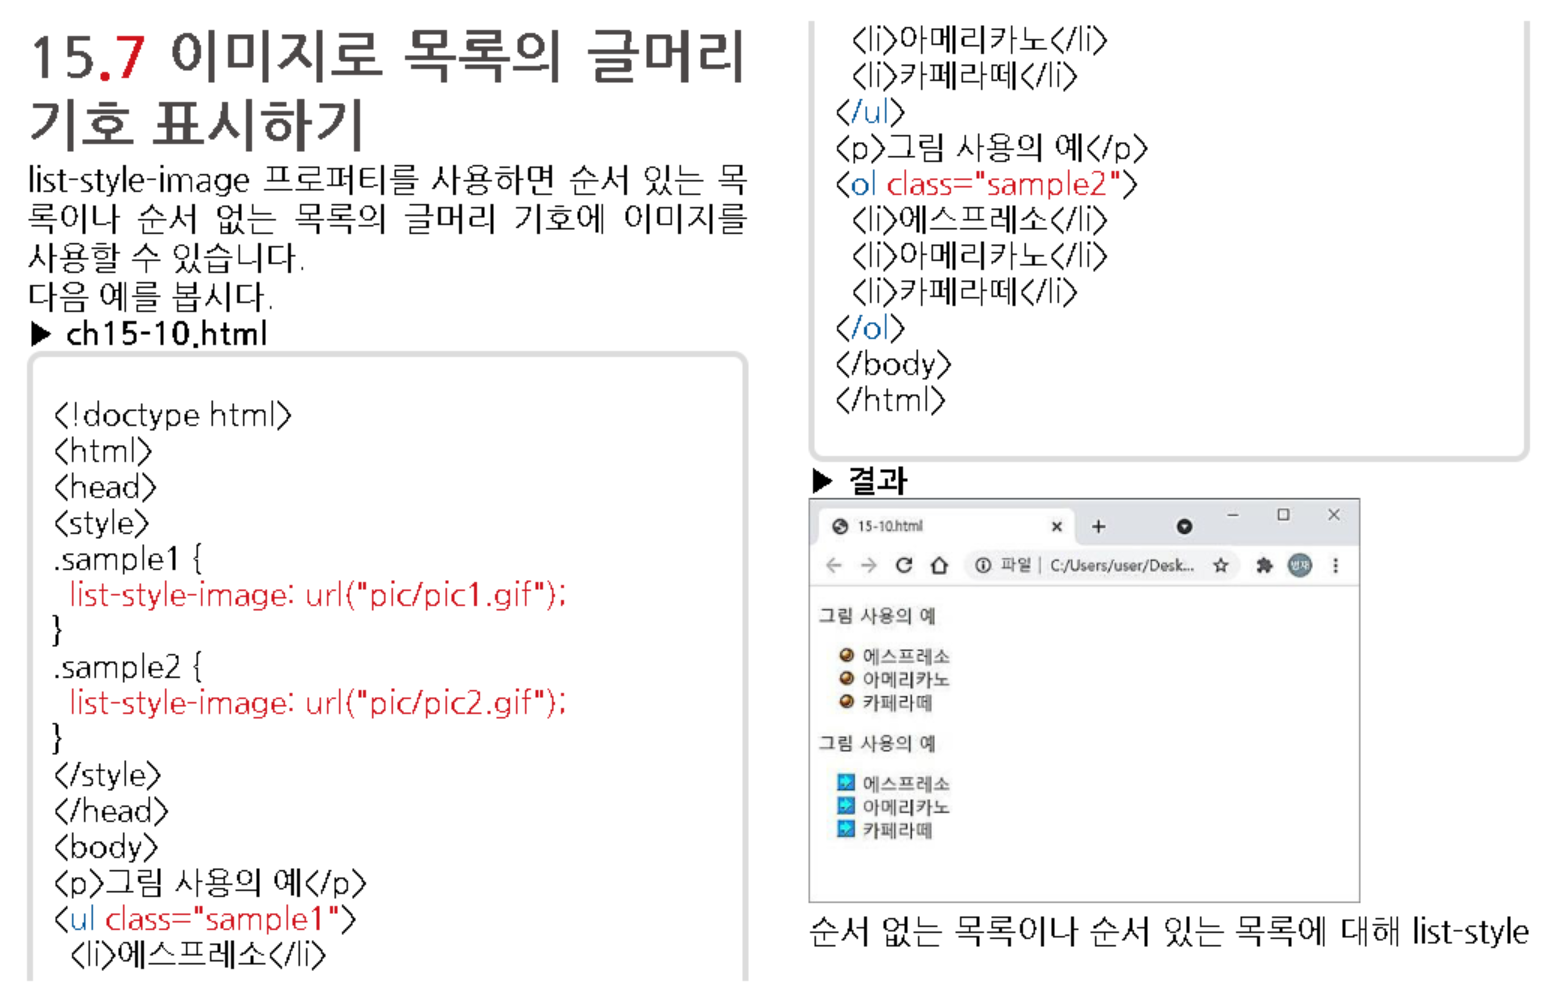 15.7 이미지로 목록의 글머리
기호 표시하기
list-style-image 프로퍼티를 사용하면 순서 있는 목
록이나 순서 없는 목록의 글머리 기호에 이미지를
사용할 수 있습니다.
다음 예를 봅시다.
▶ ch15-10.html
<!doctype html>
<html>
<head>
<style>
.sample1 {
list-style-image: url("pic/pic1.gif");
}
.sample2 {
list-style-image: url("pic/pic2.gif");
}
</style>
</head>
<body>
<p>그림 사용의 예</p>
<ul class="sample1">
<li>에스프레소</li>
<li>아메리카노</li>
<li>카페라떼</li>
</ul>
<p>그림 사용의 예</p>
<ol class="sample2">
<li>에스프레소</li>
<li>아메리카노</li>
<li>카페라떼</li>
</ol>
</body>
</html>
▶ 결과
15-10.html
파일 | C:/Users/user/Desk...
그림 사용의 예
에스프레소
아메리카노
카페라떼
그림 사용의 예
에스프레소
아메리카노
카페라떼
순서 없는 목록이나 순서 있는 목록에 대해 list-style